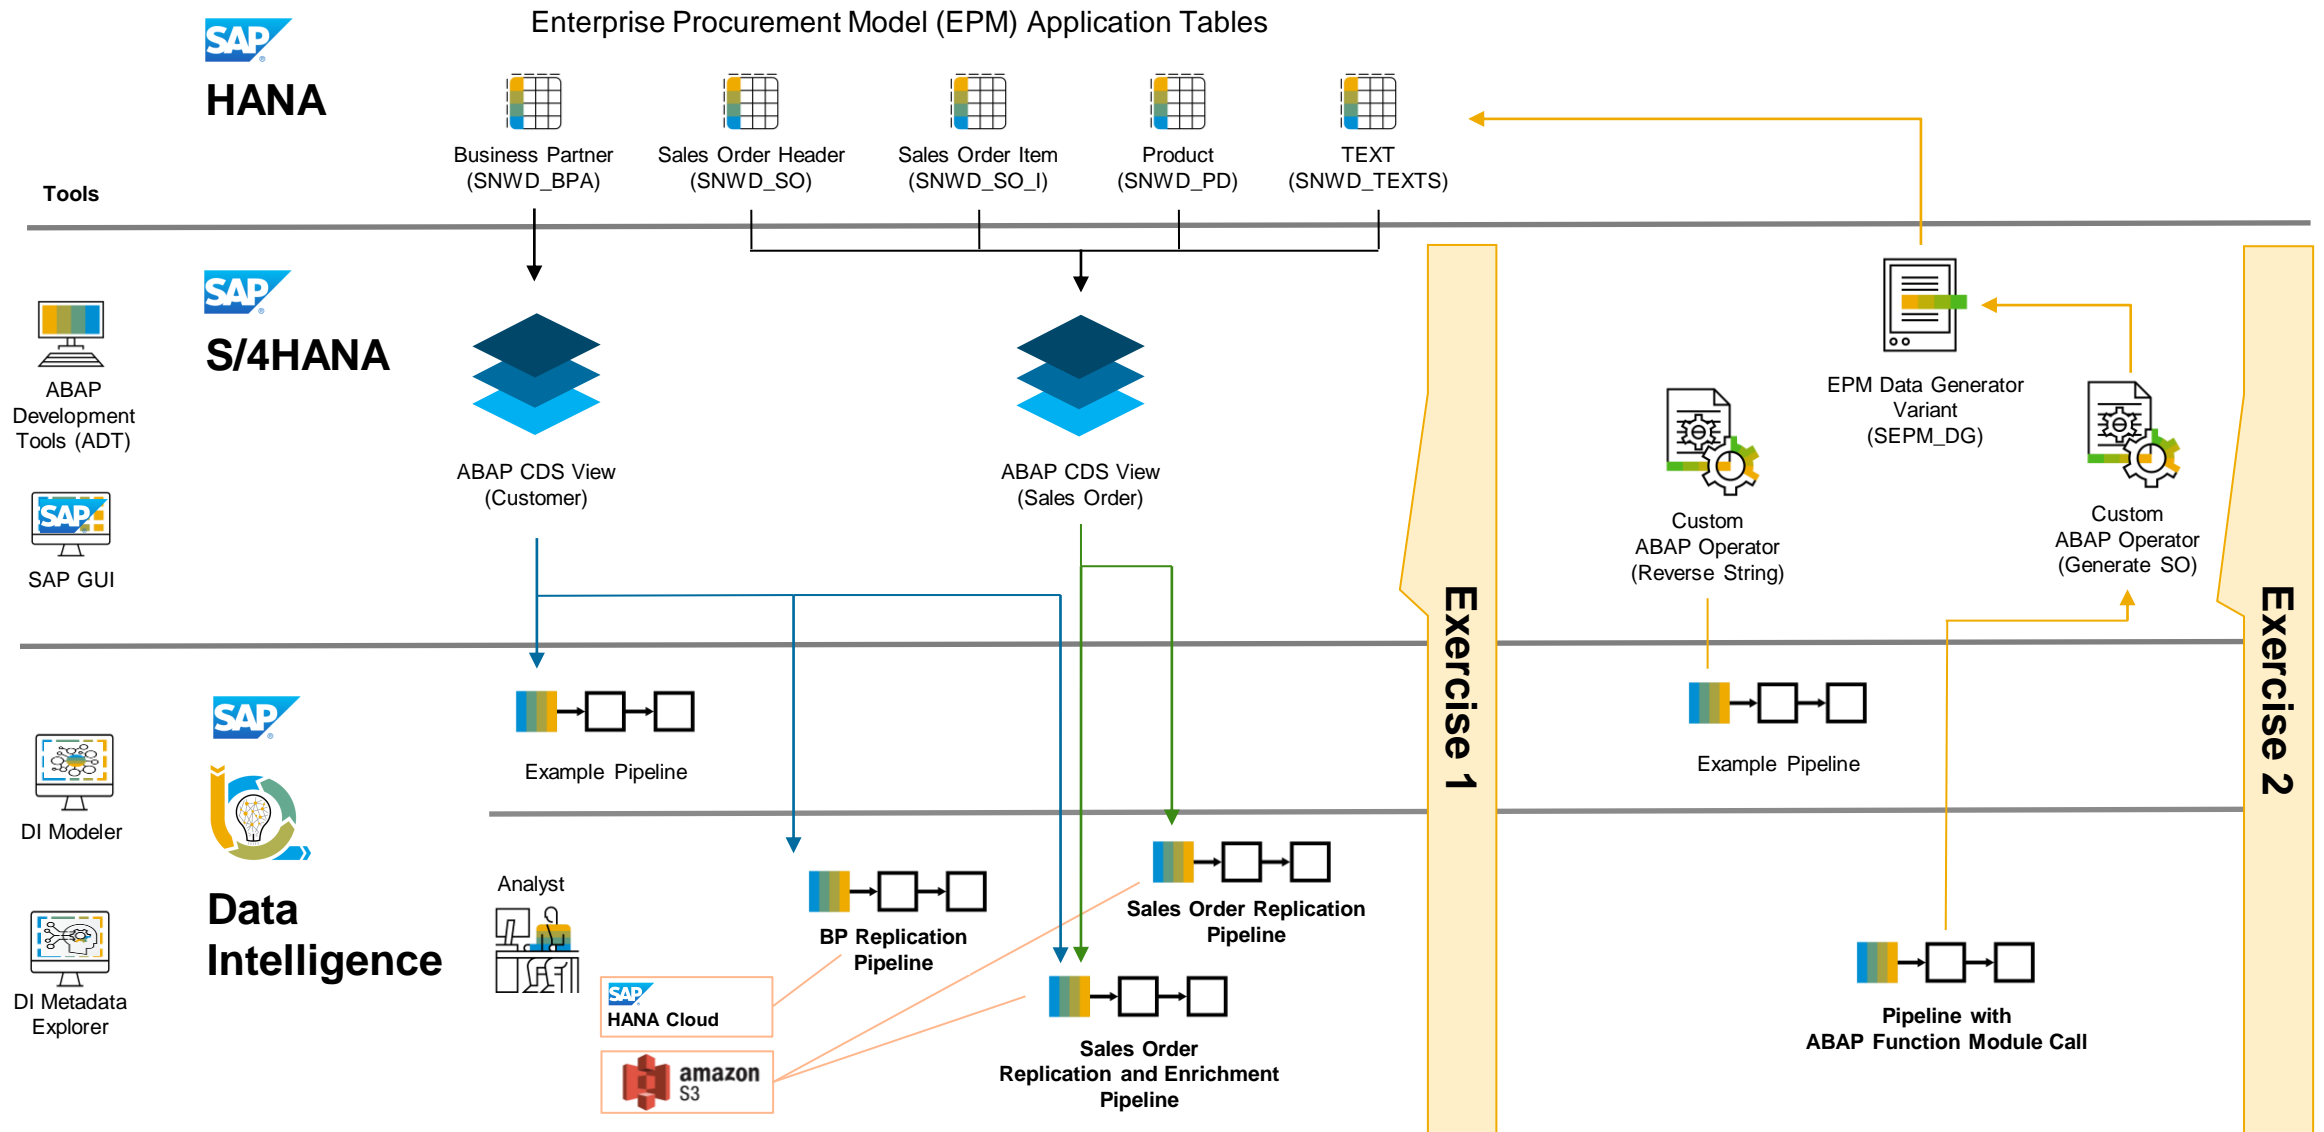 Enterprise Procurement Model (EPM) Application Tables
SAP
HANA
Business Partner
(SNWD_BPA)
Sales Order Header
(SNWD_SO)
Sales Order Item
(SNWD_SO_I)
Product
(SNWD_PD)
TEXT
(SNWD_TEXTS)
Tools
SAP
S/4HANA
ABAP
Development
Tools (ADT)
SAP
SAP GUI
ABAP CDS View
(Customer)
ABAP CDS View
(Sales Order)
Exercise 1
Custom
ABAP Operator
(Reverse String)
EPM Data Generator
Variant
(SEPM_DG)
Custom
ABAP Operator
(Generate SO)
Exercise 2
SAP
Data
Intelligence
DI Modeler
DI Metadata
Explorer
Example Pipeline
Example Pipeline
Analyst
BP Replication
Pipeline
Sales Order Replication
Pipeline
SAP
HANA Cloud
amazon
S3
Sales Order
Replication and Enrichment
Pipeline
Pipeline with
ABAP Function Module Call